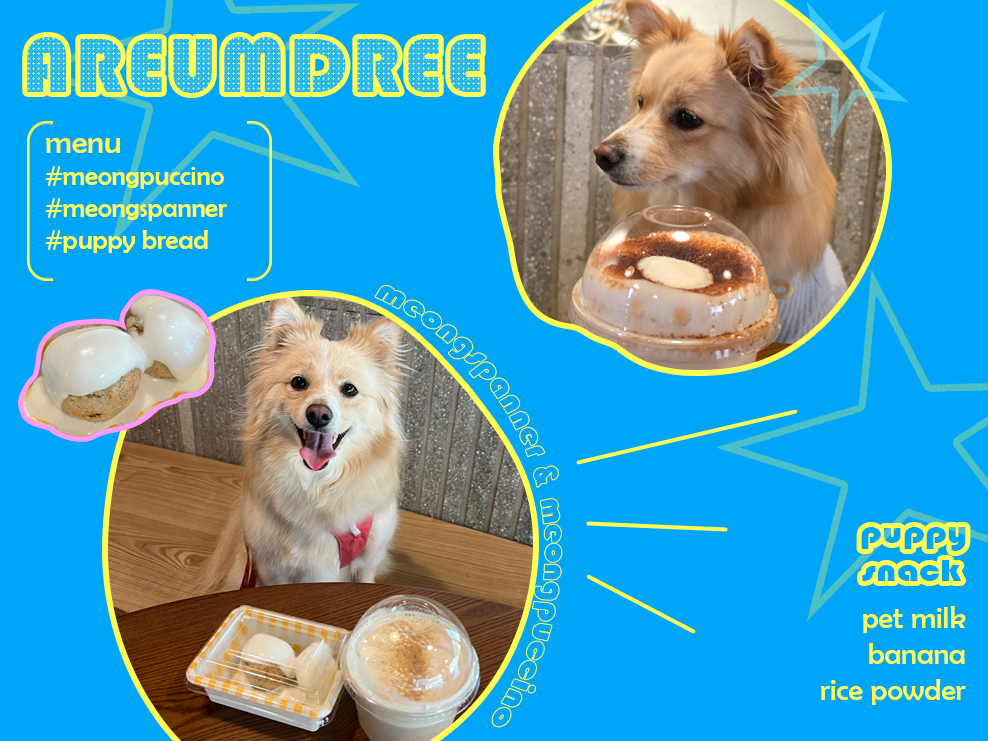 AREUMDREE
menu
#meongpuccino
#meongspanner
#puppy bread
meongspanner & meongpuccino
puppy
snack
pet milk
banana
rice powder